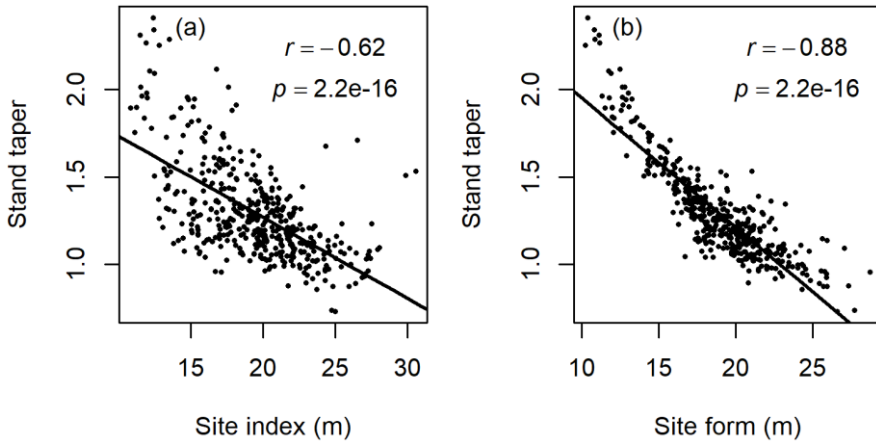 (a)
r = −0.62
p = 2.2e-16
Stand taper
2.0
1.5
1.0
15 20 25 30
Site index (m)
(b)
r = −0.88
p = 2.2e-16
Stand taper
2.0
1.5
1.0
10 15 20 25
Site form (m)